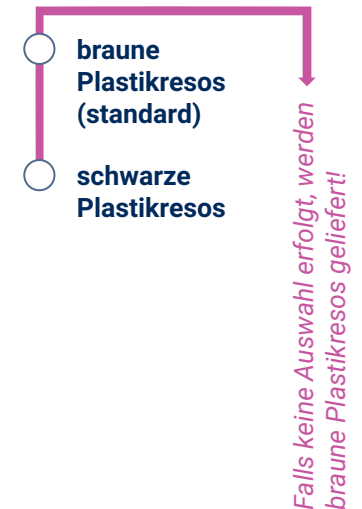 braune
Plastikresos
(standard)
schwarze
Plastikresos
Falls keine Auswahl erfolgt, werden
braune Plastikresos geliefert!